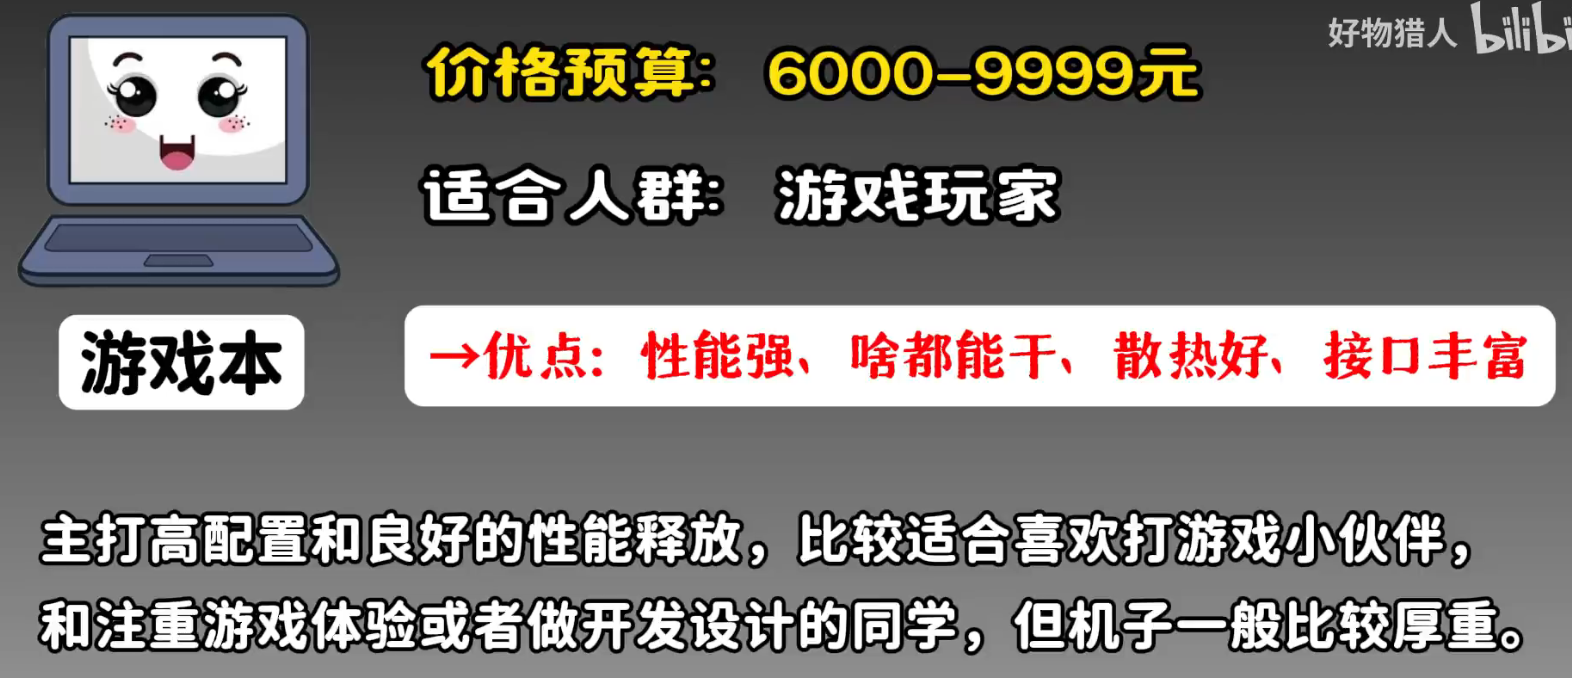 好物猎人 bilibi
价格预算: 6000-9999元
适合人群: 游戏玩家
游戏本
→优点: 性能强、啥都能干、散热好、接口丰富
主打高配置和良好的性能释放，比较适合喜欢打游戏小伙伴，
和注重游戏体验或者做开发设计的同学，但机子一般比较厚重。